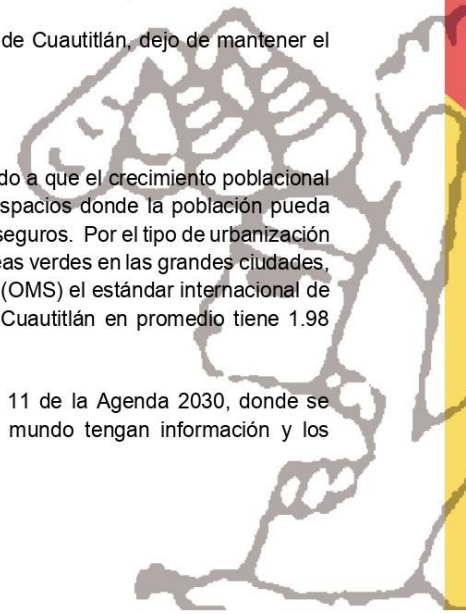 de Cuautitlán, dejo de mantener el
do a que el crecimiento poblacional
spacios donde la población pueda
seguros. Por el tipo de urbanización
eas verdes en las grandes ciudades,
(OMS) el estándar internacional de
Cuautitlán en promedio tiene 1.98
11 de la Agenda 2030, donde se
mundo tengan información y los